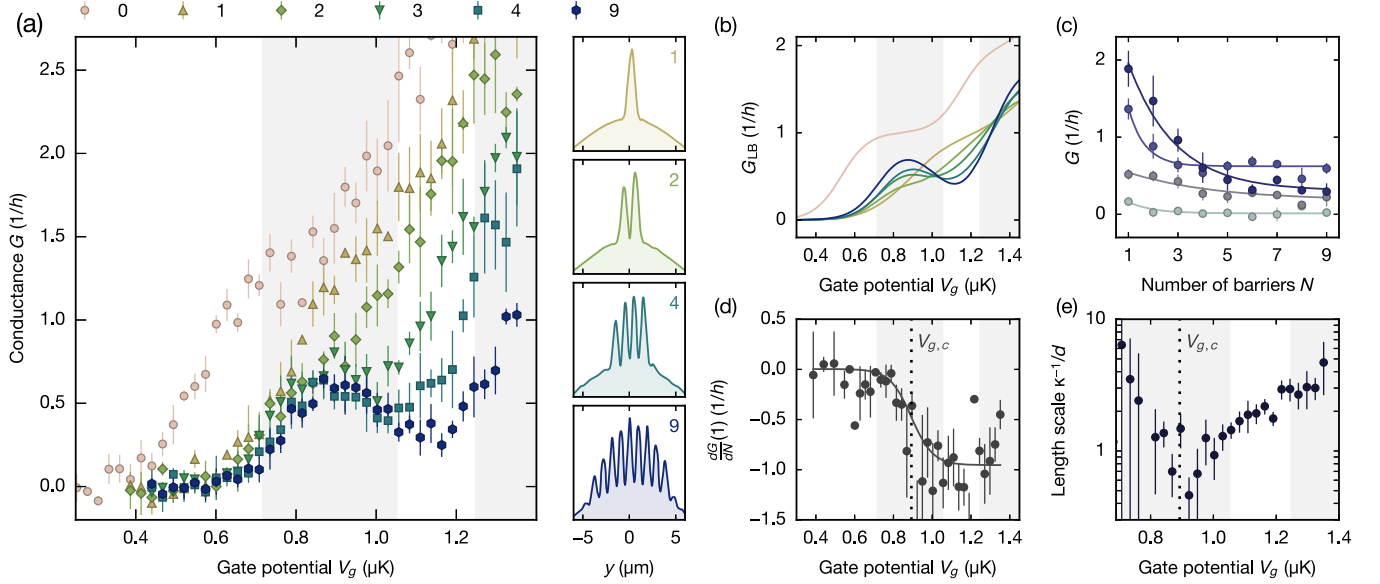 (a)
0 1 2 3 4 9
Conductance G (1/h)
2.5
2.0
1.5
1.0
0.5
0.0
0.4 0.6 0.8 1.0 1.2
Gate potential V_g (µK)
1
2
4
9
−5 0 5
y (µm)
(b)
G_LB (1/h)
2
1
0
0.4 0.6 0.8 1.0 1.2 1.4
Gate potential V_g (µK)
(c)
G (1/h)
2
1
0
1 3 5 7 9
Number of barriers N
(d)
dG/dN (1) (1/h)
0.5
0.0
−0.5
−1.0
−1.5
V_g,c
0.4 0.6 0.8 1.0 1.2 1.4
Gate potential V_g (µK)
(e)
Length scale κ⁻¹/d
10
1
V_g,c
0.8 1.0 1.2 1.4
Gate potential V_g (µK)